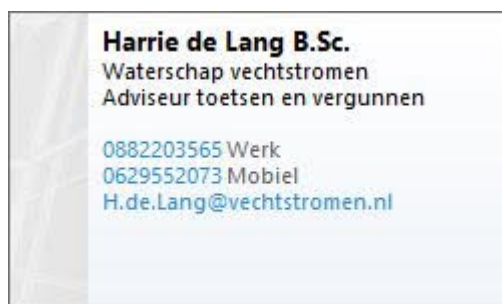 Harrie de Lang B.Sc.
Waterschap vechtstromen
Adviseur toetsen en vergunnen
0882203565 Werk
0629552073 Mobiel
H.de.Lang@vechtstromen.nl